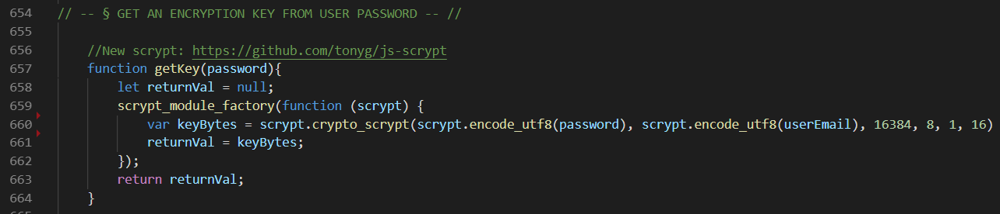 654 // -- § GET AN ENCRYPTION KEY FROM USER PASSWORD -- //
655
656 //New scrypt: https://github.com/tonyg/js-scrypt
657 function getKey(password){
658 let returnVal = null;
659 scrypt_module_factory(function (scrypt) {
660 var keyBytes = scrypt.crypto_scrypt(scrypt.encode_utf8(password), scrypt.encode_utf8(userEmail), 16384, 8, 1, 16)
661 returnVal = keyBytes;
662 });
663 return returnVal;
664 }